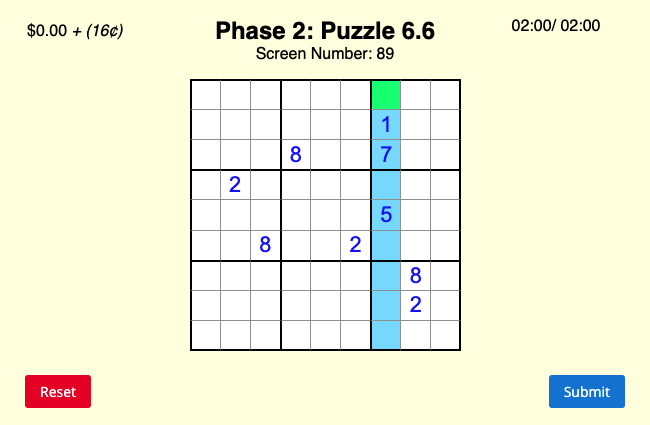 $0.00 + (16¢)
Phase 2: Puzzle 6.6
02:00/ 02:00
Screen Number: 89
1
8 7
2
5
8 2
8
2
Reset
Submit